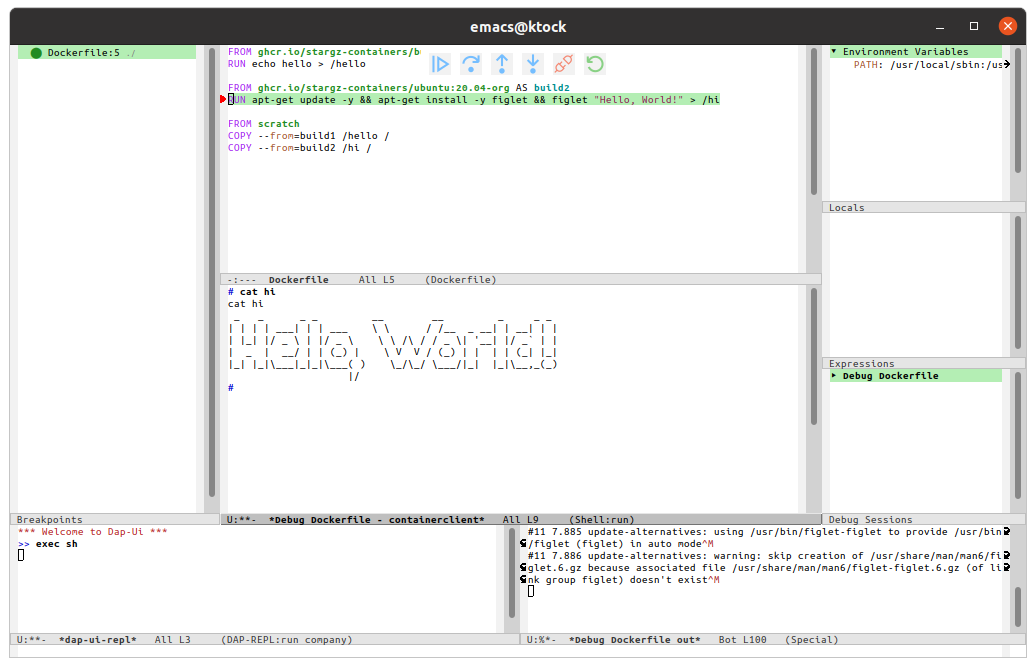 emacs@ktock
Dockerfile:5 ./
FROM ghcr.io/stargz-containers/b
RUN echo hello > /hello
FROM ghcr.io/stargz-containers/ubuntu:20.04-org AS build2
RUN apt-get update -y && apt-get install -y figlet && figlet "Hello, World!" > /hi
FROM scratch
COPY --from=build1 /hello /
COPY --from=build2 /hi /
-:--- Dockerfile All L5 (Dockerfile)
# cat hi
cat hi
Hello, World!
#
U:**- *Debug Dockerfile - containerclient* All L9 (Shell:run)
Environment Variables
PATH: /usr/local/sbin:/us
Locals
Expressions
Debug Dockerfile
Debug Sessions
Breakpoints
*** Welcome to Dap-Ui ***
>> exec sh
U:**- *dap-ui-repl* All L3 (DAP-REPL:run company)
#11 7.885 update-alternatives: using /usr/bin/figlet-figlet to provide /usr/bin
/figlet (figlet) in auto mode^M
#11 7.886 update-alternatives: warning: skip creation of /usr/share/man/man6/fi
glet.6.gz because associated file /usr/share/man/man6/figlet-figlet.6.gz (of li
nk group figlet) doesn't exist^M
U:%*- *Debug Dockerfile out* Bot L100 (Special)